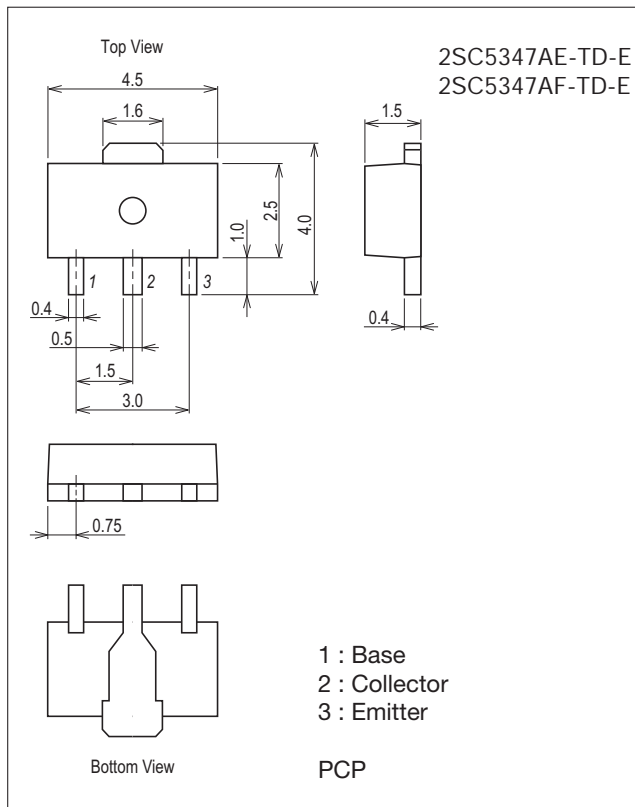 Top View
2SC5347AE-TD-E
2SC5347AF-TD-E
4.5
1.6
1.5
2.5
4.0
1.0
1
2
3
0.4
0.4
0.5
1.5
3.0
0.75
1 : Base
2 : Collector
3 : Emitter
Bottom View
PCP